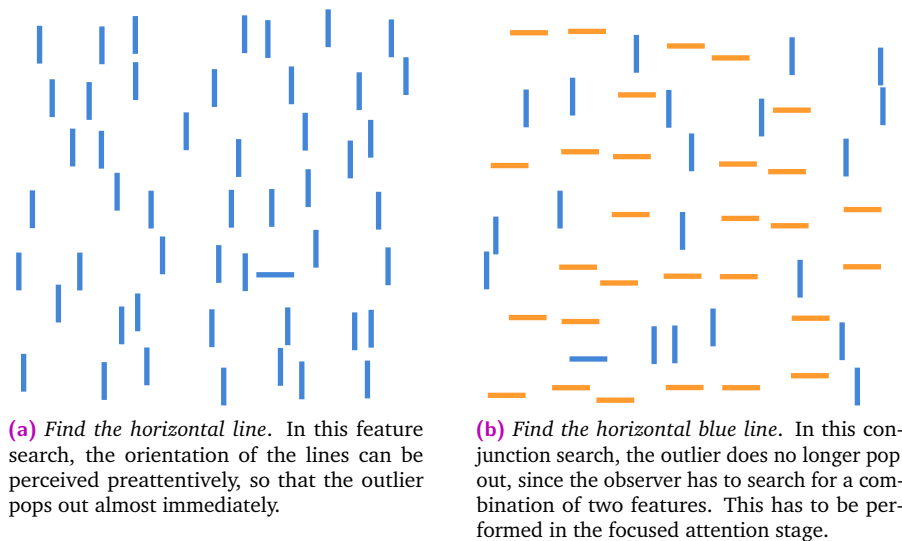 (a) Find the horizontal line. In this feature
search, the orientation of the lines can be
perceived preattentively, so that the outlier
pops out almost immediately.
(b) Find the horizontal blue line. In this con-
junction search, the outlier does no longer pop
out, since the observer has to search for a com-
bination of two features. This has to be per-
formed in the focused attention stage.